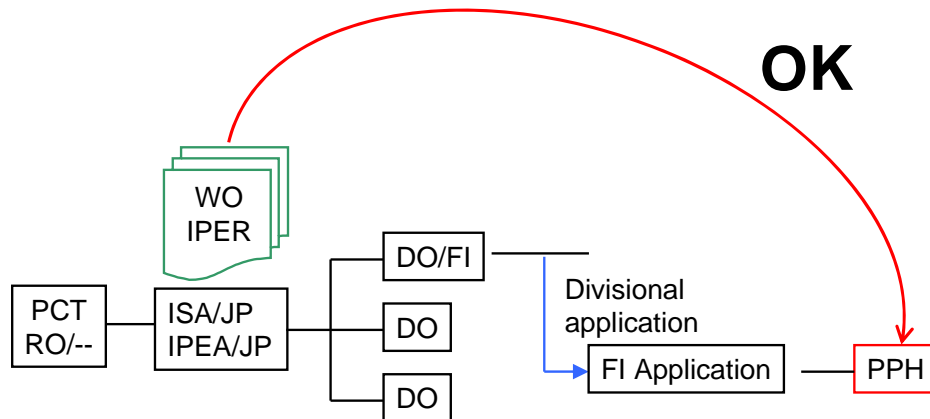 OK
WO
IPER
DO/FI
PCT
RO/--
ISA/JP
IPEA/JP
DO
Divisional
application
FI Application
PPH
DO